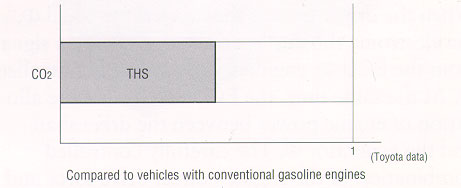 CO₂
THS
1
(Toyota data)
Compared to vehicles with conventional gasoline engines